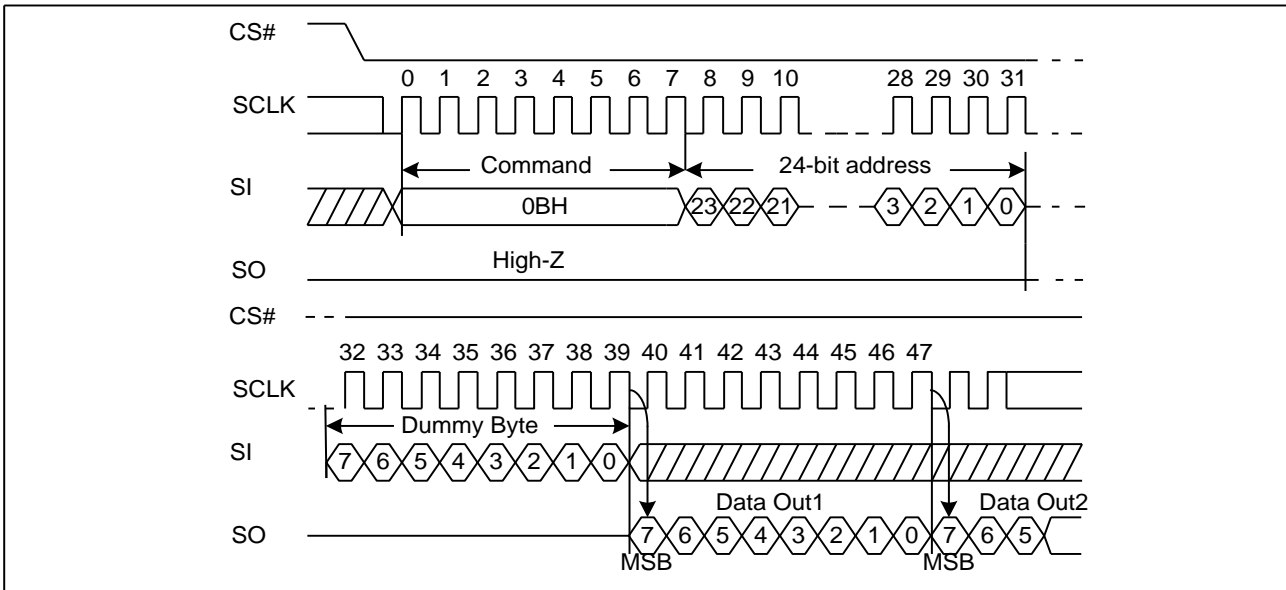 CS#
0 1 2 3 4 5 6 7 8 9 10 28 29 30 31
SCLK
Command 24-bit address
SI
0BH 23 22 21 3 2 1 0
High-Z
SO
CS#
32 33 34 35 36 37 38 39 40 41 42 43 44 45 46 47
SCLK
Dummy Byte
SI
7 6 5 4 3 2 1 0
Data Out1 Data Out2
SO
7 6 5 4 3 2 1 0 7 6 5
MSB MSB